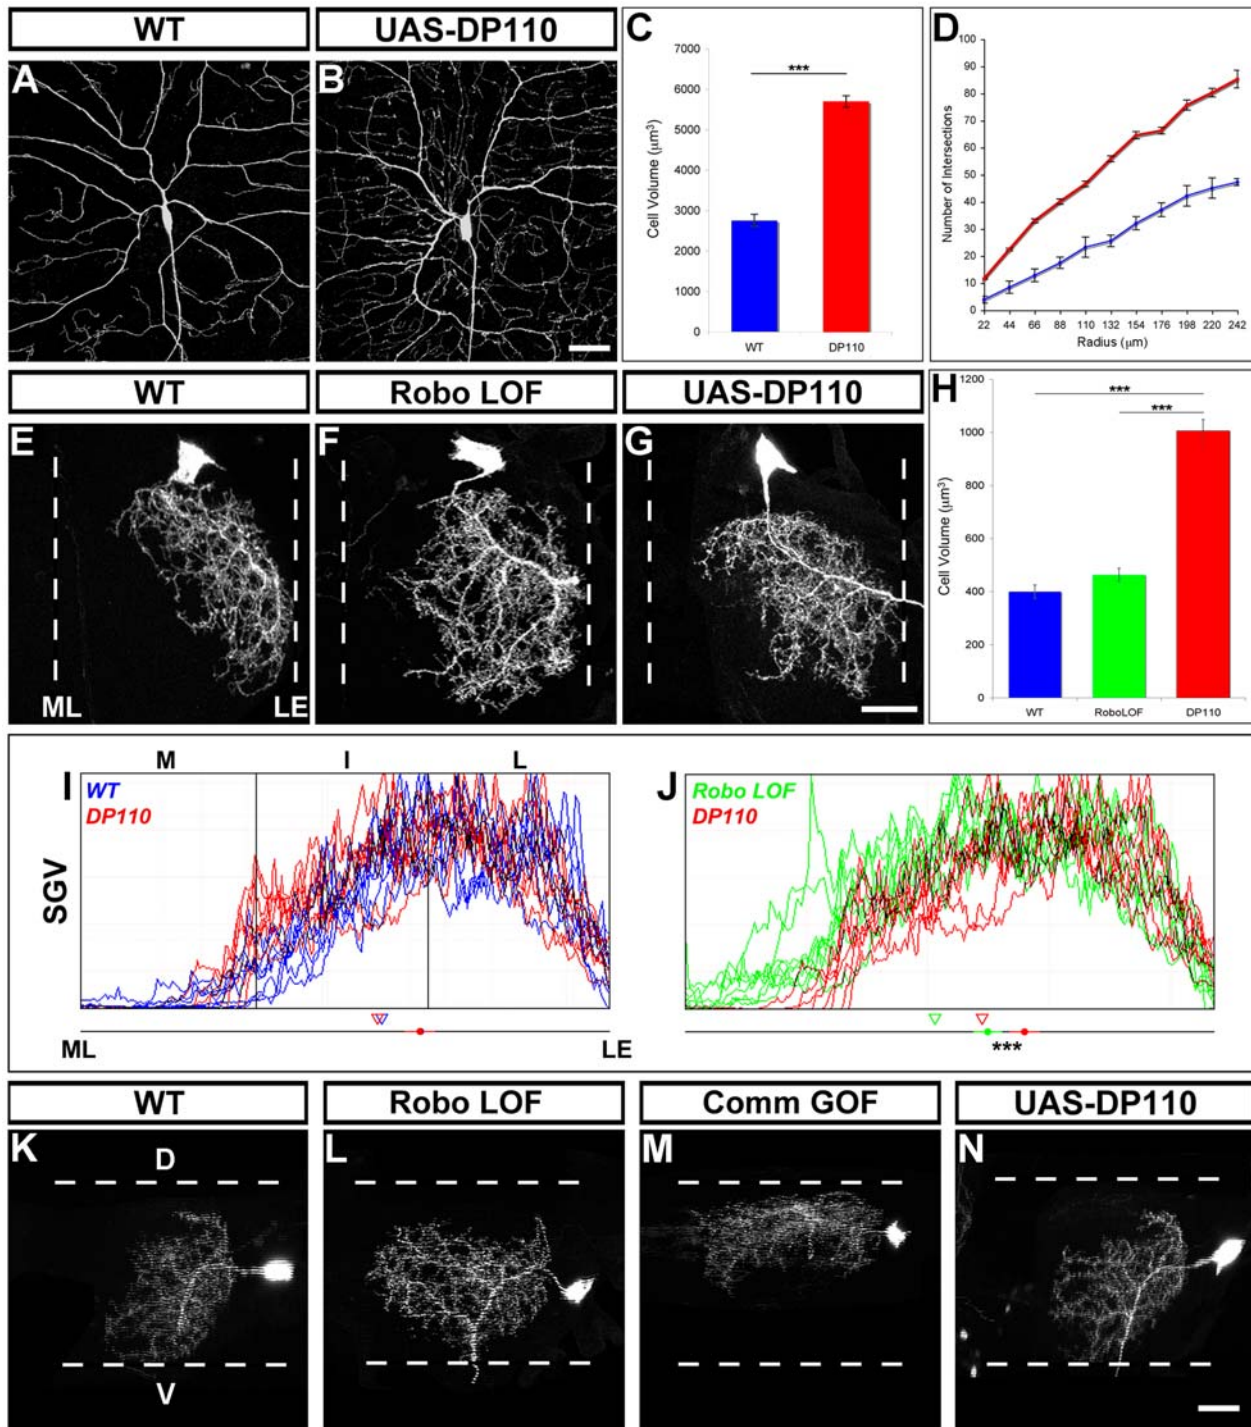 WT
UAS-DP110
A
B
C
7000
6000
5000
4000
3000
2000
1000
0
Cell Volume (µm³)
***
WT
DP110
D
100
90
80
70
60
50
40
30
20
10
0
Number of Intersections
22 44 66 88 110 132 154 176 198 220 242
Radius (µm)
WT
Robo LOF
UAS-DP110
E
ML
LE
F
G
H
1200
1000
800
600
400
200
0
Cell Volume (µm³)
***
***
WT
RoboLOF
DP110
M
I
L
I
WT
DP110
SGV
ML
LE
J
Robo LOF
DP110
***
WT
Robo LOF
Comm GOF
UAS-DP110
K
D
V
L
M
N